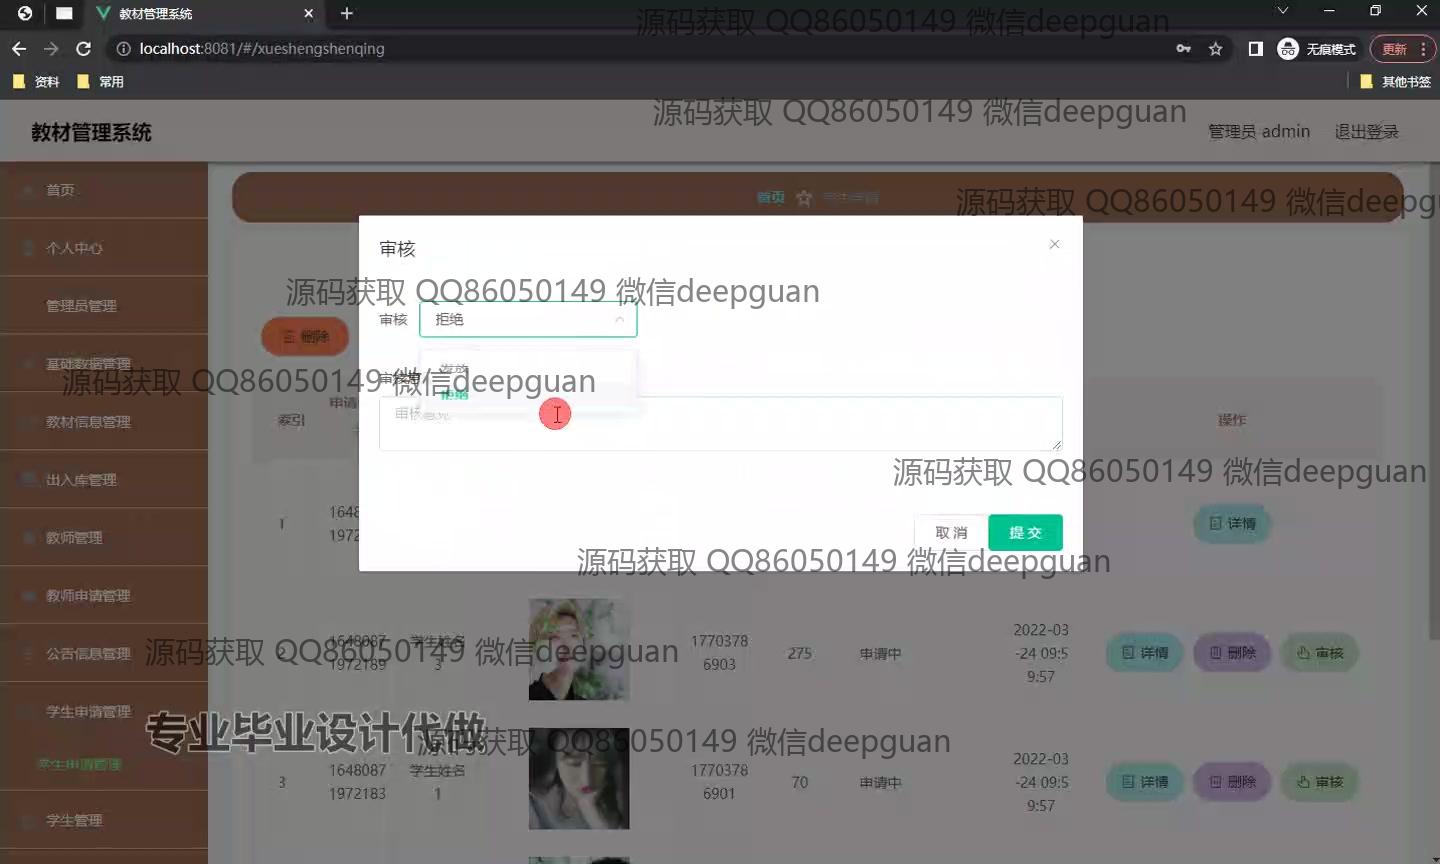 教材管理系统
localhost:8081/#/xueshengshenqing
无痕模式
更新
资料
常用
其他书签
源码获取 QQ86050149 微信deepguan
源码获取 QQ86050149 微信deepguan
教材管理系统
管理员 admin
退出登录
首页
个人中心
管理员管理
基础数据管理
教材信息管理
出入库管理
教师管理
教师申请管理
公告信息管理
学生申请管理
学生申请管理
学生管理
首页
源码获取 QQ86050149 微信deepgu
审核
源码获取 QQ86050149 微信deepguan
审核
拒绝
删除
源码获取 QQ86050149 微信deepguan
发放
拒绝
审核意见
索引
申请
操作
源码获取 QQ86050149 微信deepguan
1
1648
1972
详情
取消
提交
源码获取 QQ86050149 微信deepguan
2
1648087
1972189
学生姓名
3
1770378
6903
275
申请中
2022-03
-24 09:5
9:57
详情
删除
审核
源码获取 QQ86050149 微信deepguan
专业毕业设计代做
源码获取 QQ86050149 微信deepguan
3
1648087
1972183
学生姓名
1
1770378
6901
70
申请中
2022-03
-24 09:5
9:57
详情
删除
审核